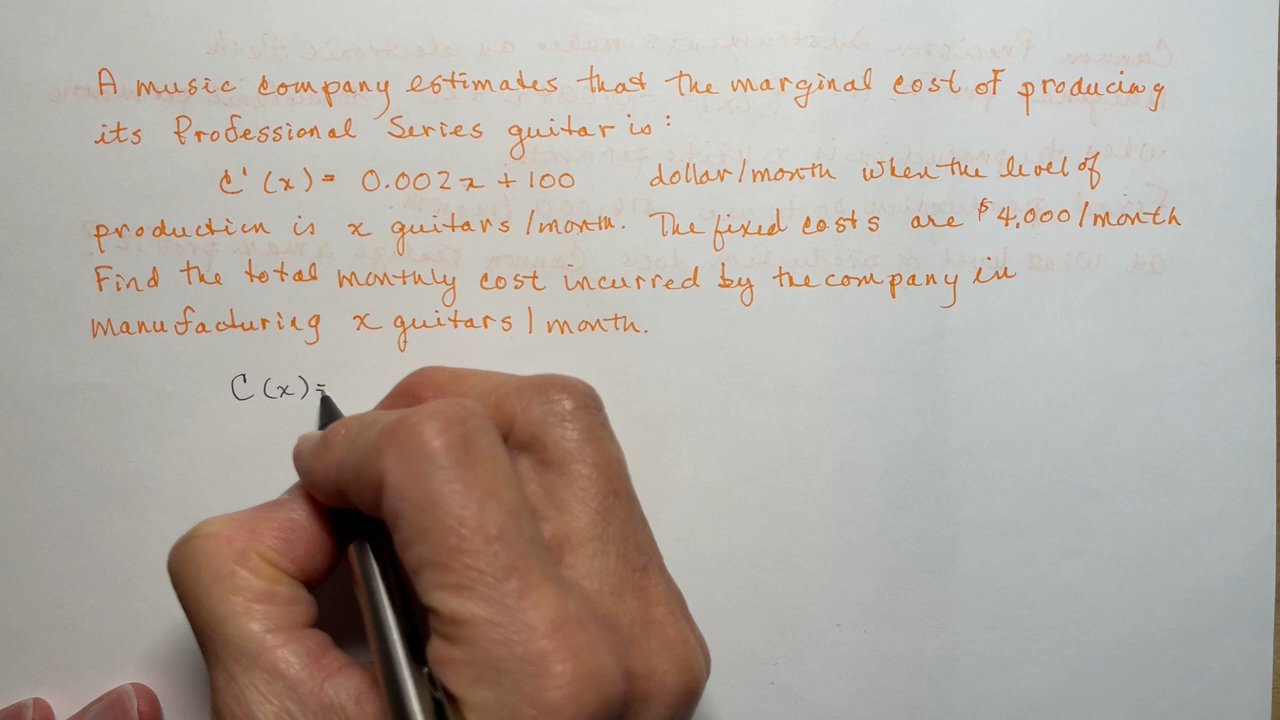 A music company estimates that the marginal cost of producing
its Professional Series guitar is:
C'(x) = 0.002x + 100 dollar/month when the level of
production is x guitars /month. The fixed costs are $4,000/month
Find the total monthly cost incurred by the company in
manufacturing x guitars / month.
C(x)=